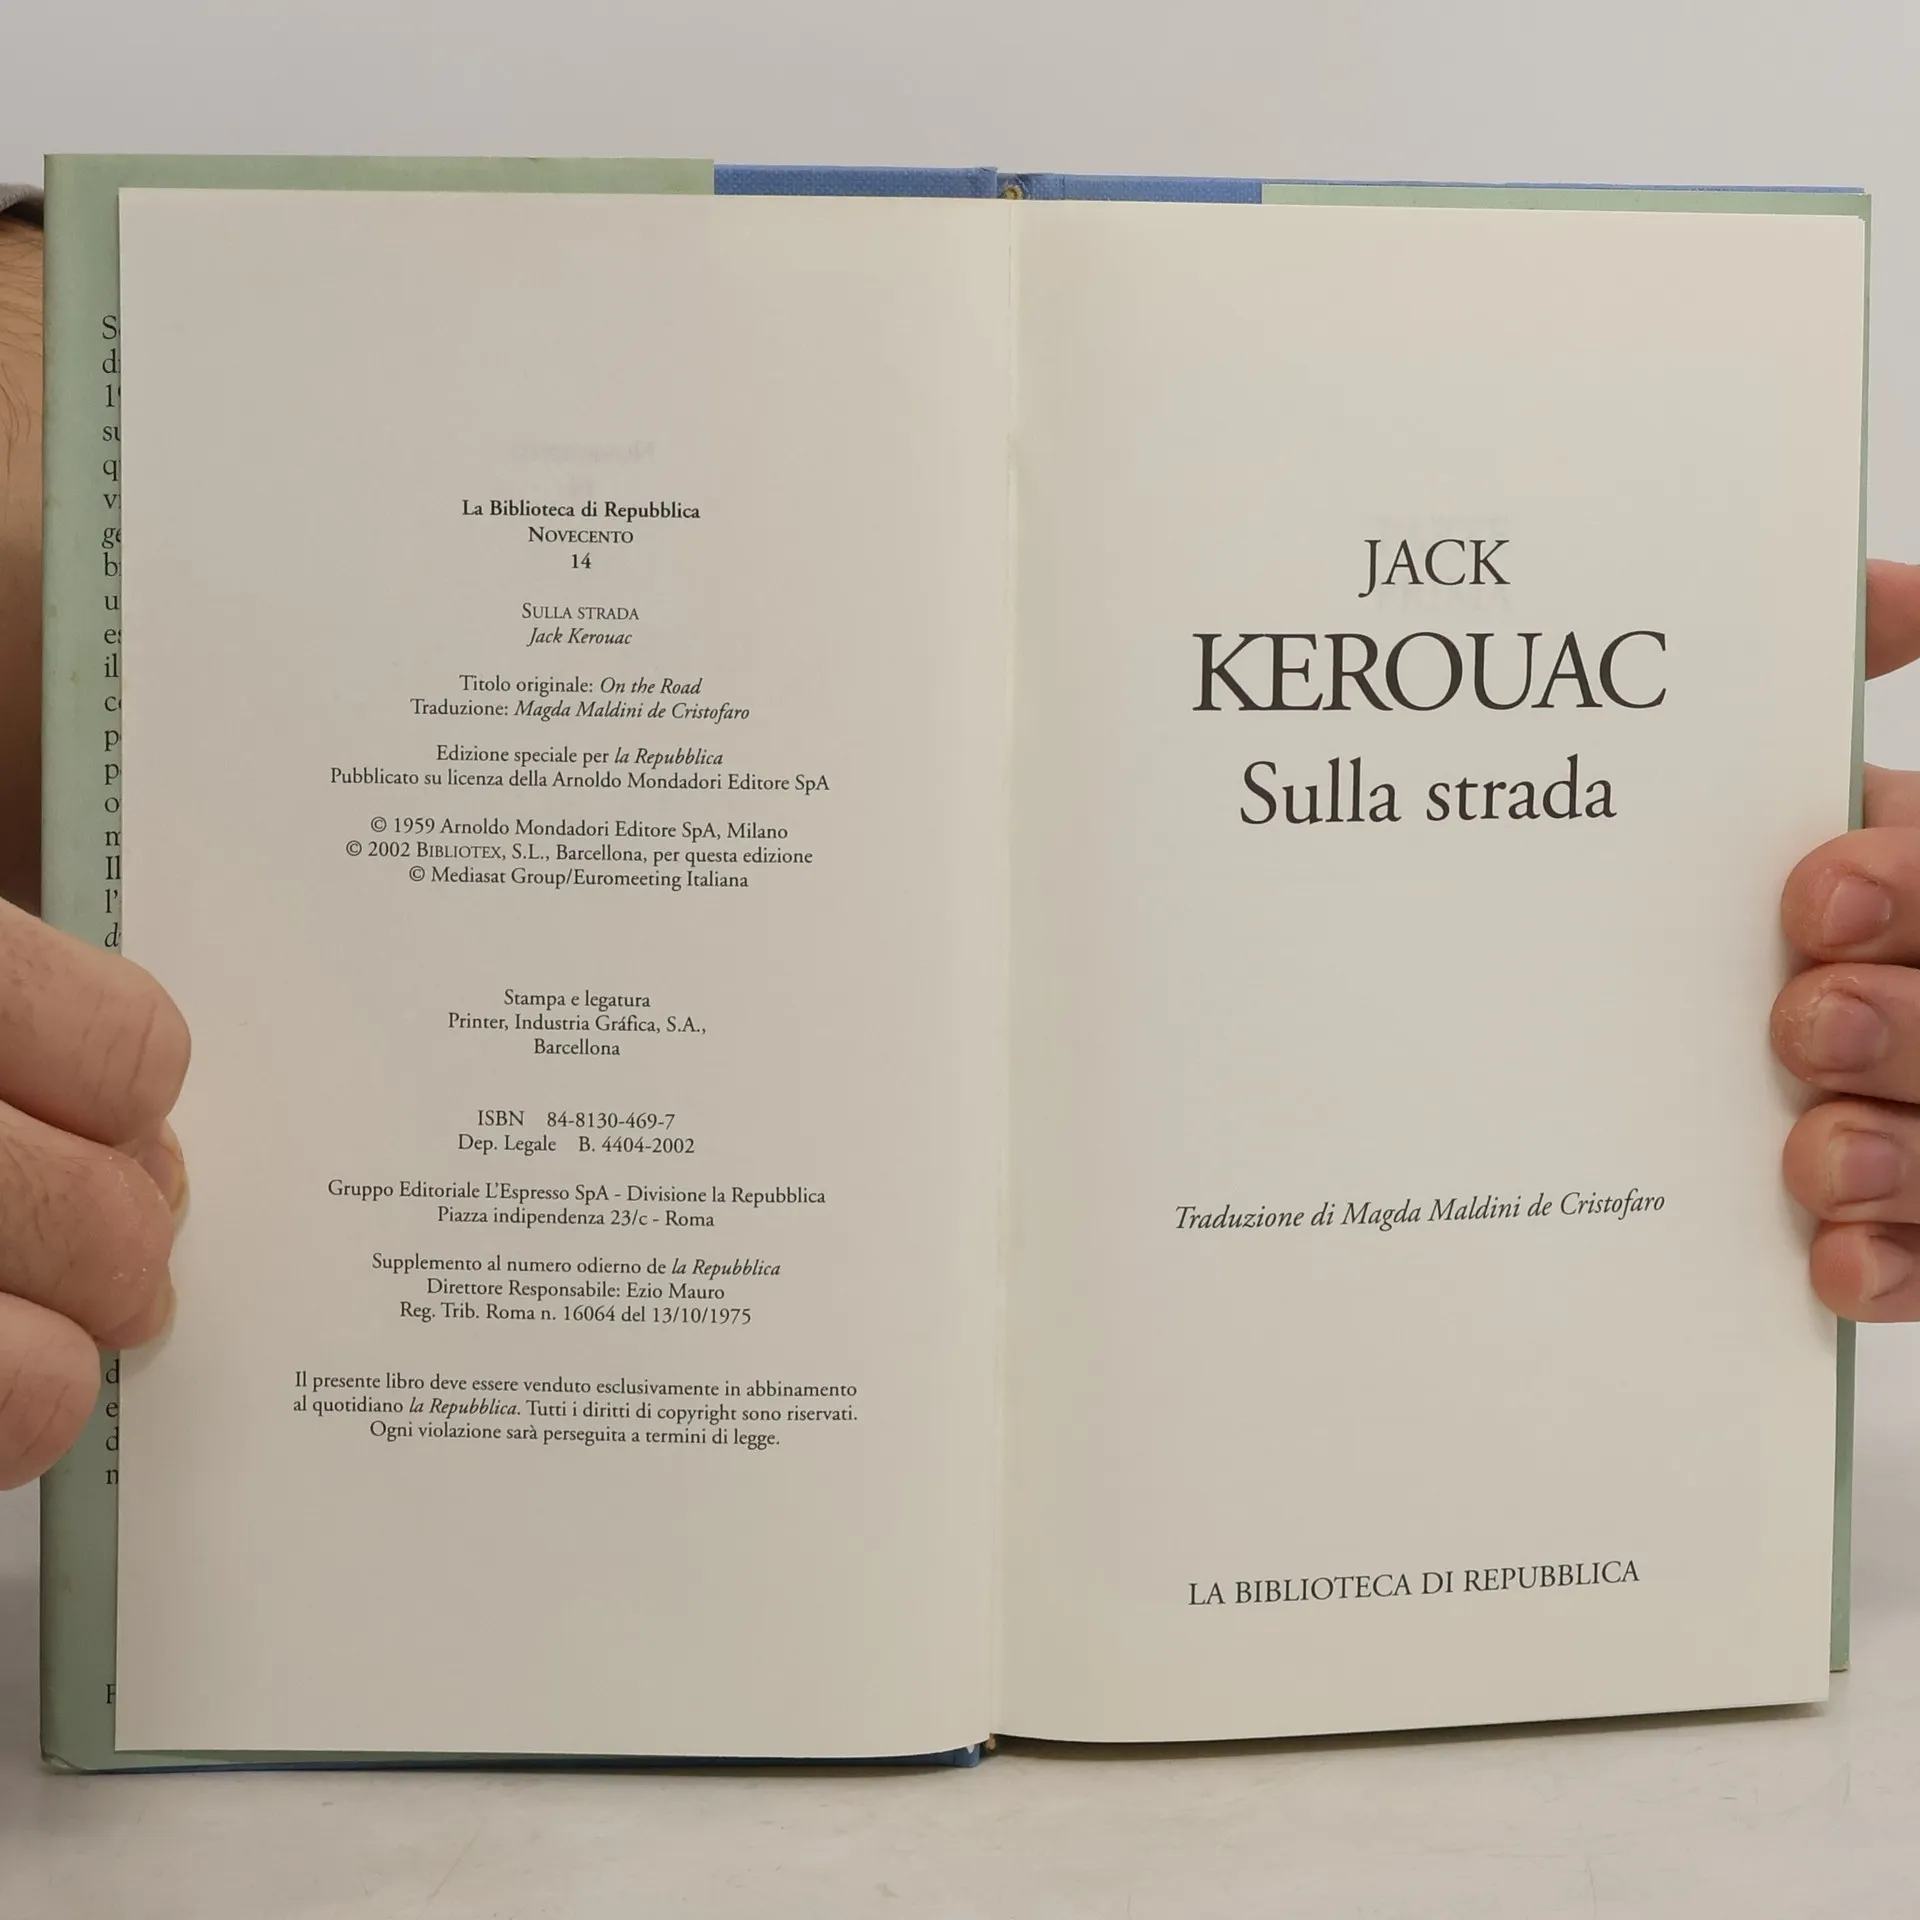 La Biblioteca di Repubblica
NOVECENTO
14
SULLA STRADA
Jack Kerouac
Titolo originale: On the Road
Traduzione: Magda Maldini de Cristofaro
Edizione speciale per la Repubblica
Pubblicato su licenza della Arnoldo Mondadori Editore SpA
© 1959 Arnoldo Mondadori Editore SpA, Milano
© 2002 BIBLIOTEX, S.L., Barcellona, per questa edizione
© Mediasat Group/Euromeeting Italiana
Stampa e legatura
Printer, Industria Gráfica, S.A.,
Barcellona
ISBN 84-8130-469-7
Dep. Legale B. 4404-2002
Gruppo Editoriale L'Espresso SpA - Divisione la Repubblica
Piazza indipendenza 23/c - Roma
Supplemento al numero odierno de la Repubblica
Direttore Responsabile: Ezio Mauro
Reg. Trib. Roma n. 16064 del 13/10/1975
Il presente libro deve essere venduto esclusivamente in abbinamento
al quotidiano la Repubblica. Tutti i diritti di copyright sono riservati.
Ogni violazione sarà perseguita a termini di legge.
JACK
KEROUAC
Sulla strada
Traduzione di Magda Maldini de Cristofaro
LA BIBLIOTECA DI REPUBBLICA